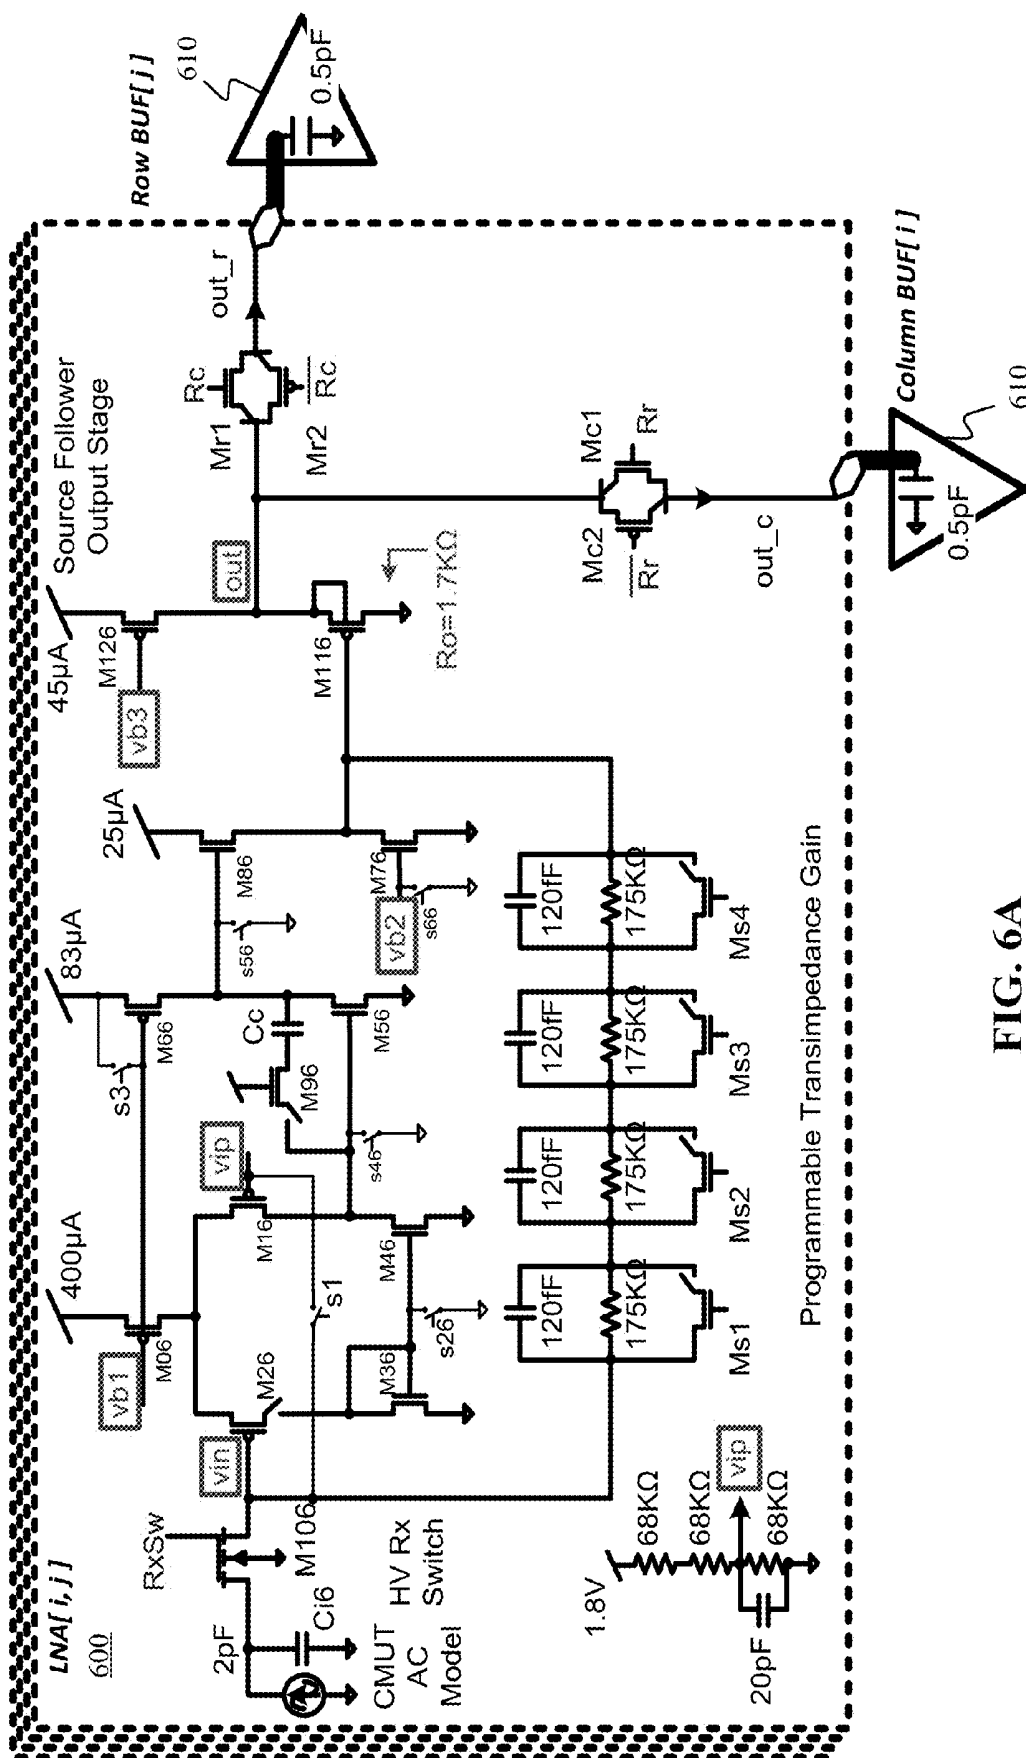 LNA[i,j]
600
2pF
Ci6
CMUT
AC
Model
RxSw
M106
HV Rx
Switch
vin
vb1
400µA
M06
M26
M16
vip
s1
M36
M46
s26
s46
s3
83µA
M66
M96
Cc
M56
s56
25µA
M86
M76
vb2
s66
45µA
M126
vb3
M116
Ro=1.7KΩ
out
Source Follower
Output Stage
Mr1
Rc
Mr2
Rc
out_r
Row BUF[j]
610
0.5pF
Mc2
Mc1
Rr
Rr
out_c
Column BUF[i]
610
0.5pF
1.8V
68KΩ
68KΩ
68KΩ
vip
20pF
120fF
175KΩ
Ms1
120fF
175KΩ
Ms2
120fF
175KΩ
Ms3
120fF
175KΩ
Ms4
Programmable Transimpedance Gain
FIG. 6A